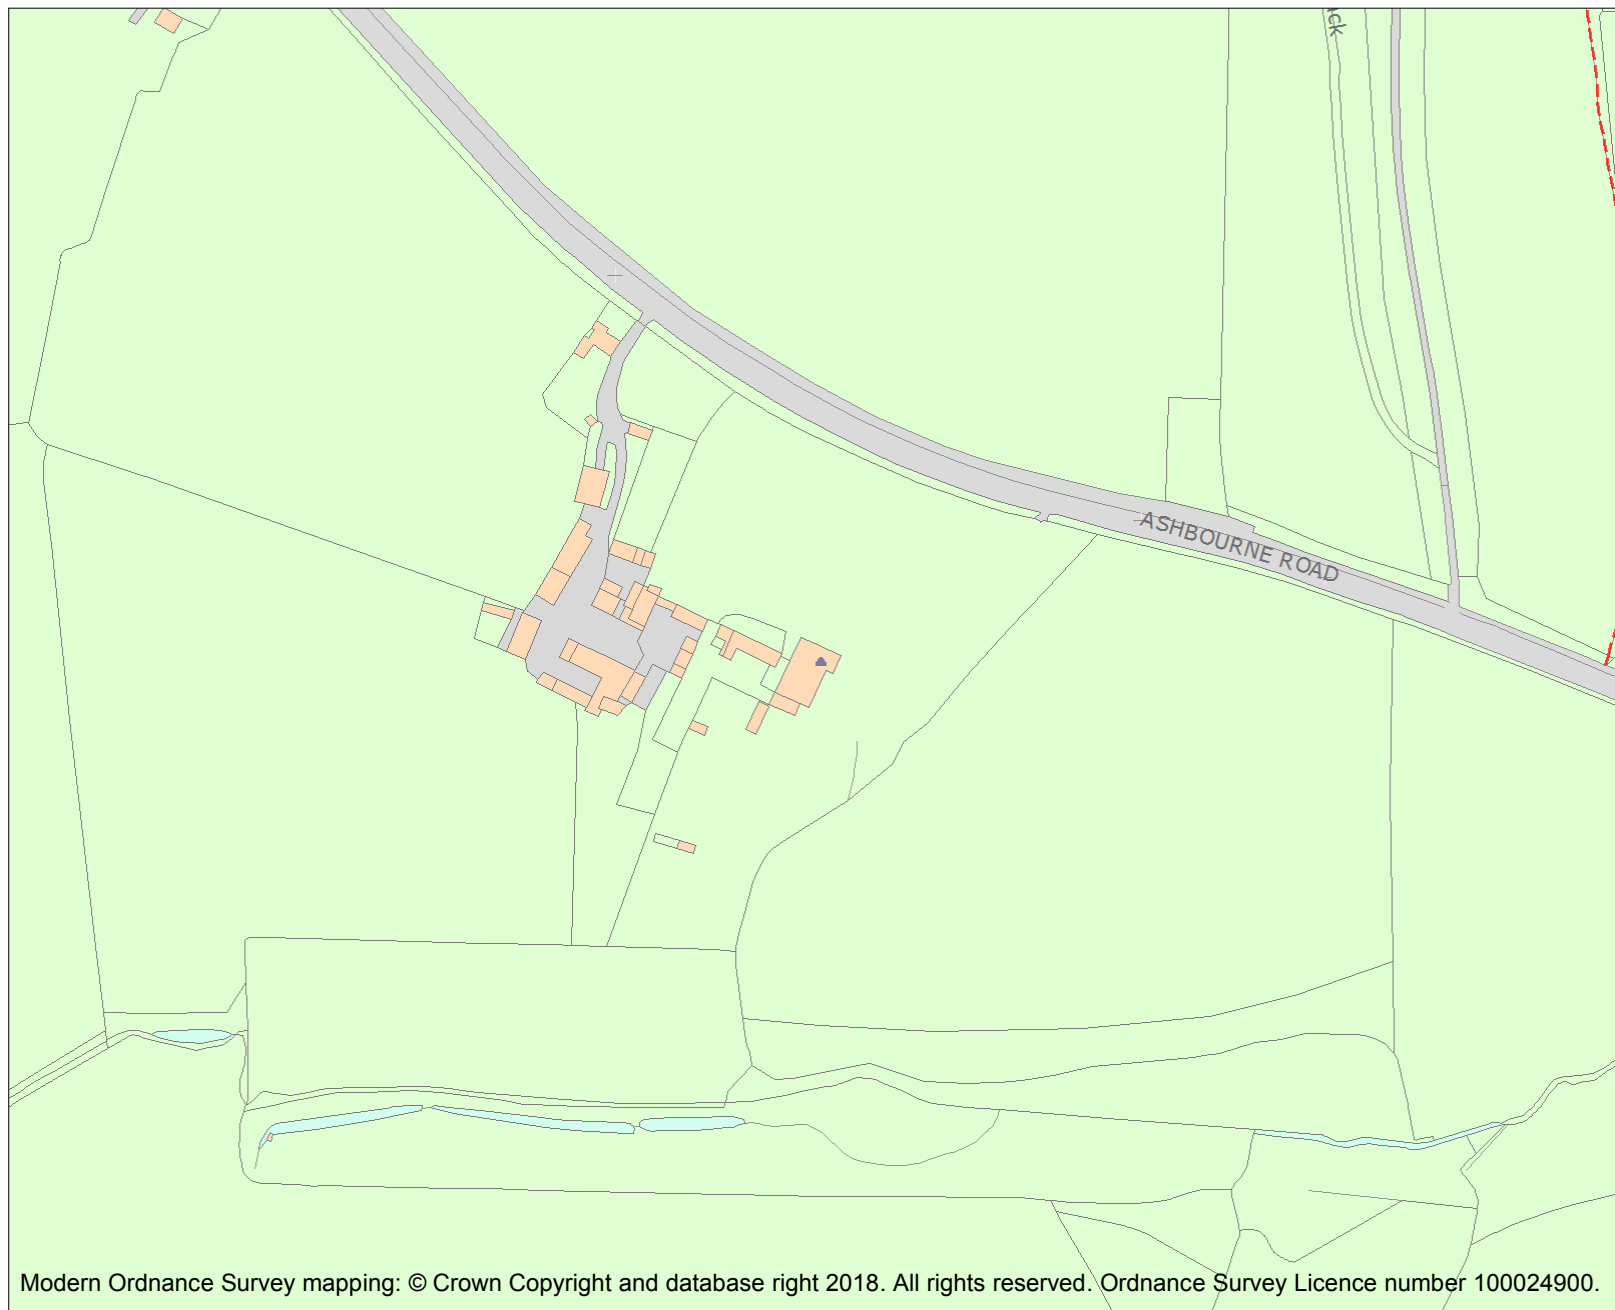 ck
ASHBOURNE ROAD
Modern Ordnance Survey mapping: © Crown Copyright and database right 2018. All rights reserved. Ordnance Survey Licence number 100024900.